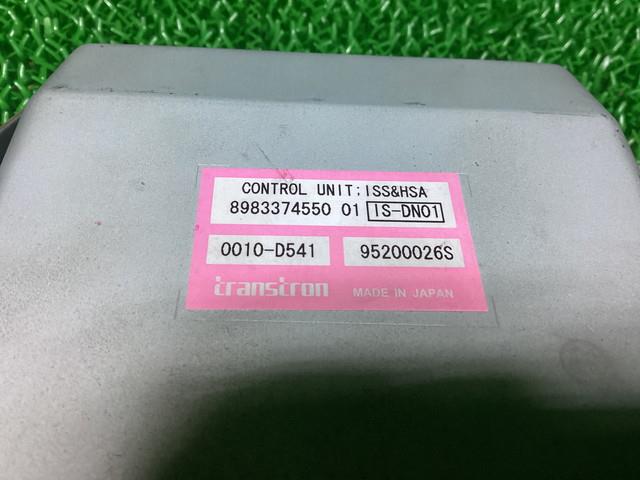 CONTROL UNIT;ISS&HSA
8983374550 01 IS-DN01
0010-D541 95200026S
transtron MADE IN JAPAN